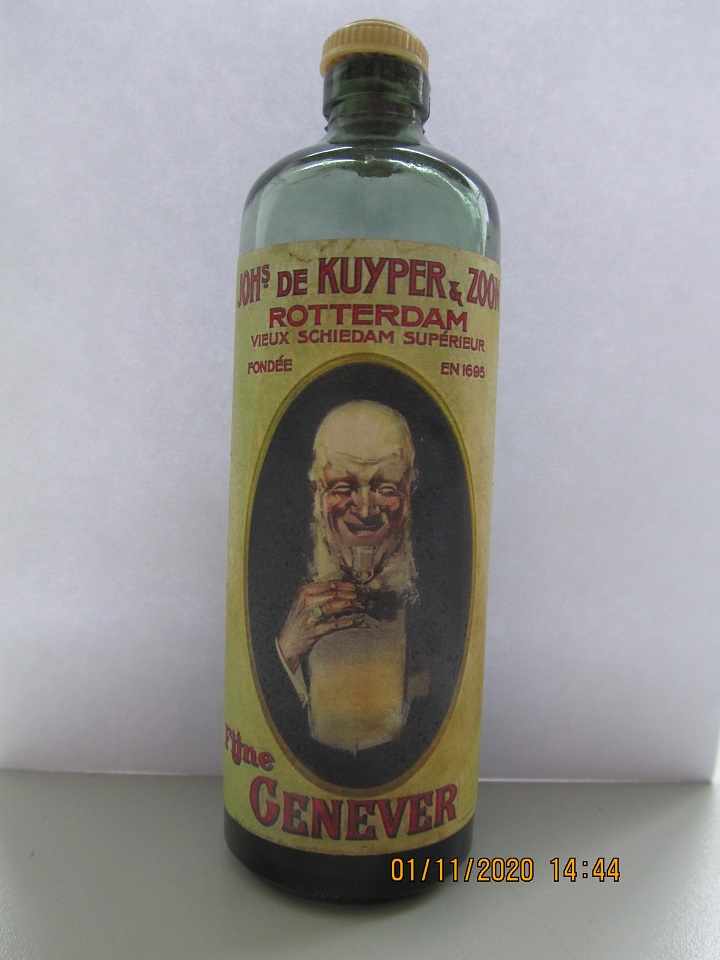 JOHS DE KUYPER & ZOON
ROTTERDAM
VIEUX SCHIEDAM SUPÉRIEUR
FONDÉE EN 1695
Fijne
GENEVER
01/11/2020 14:44